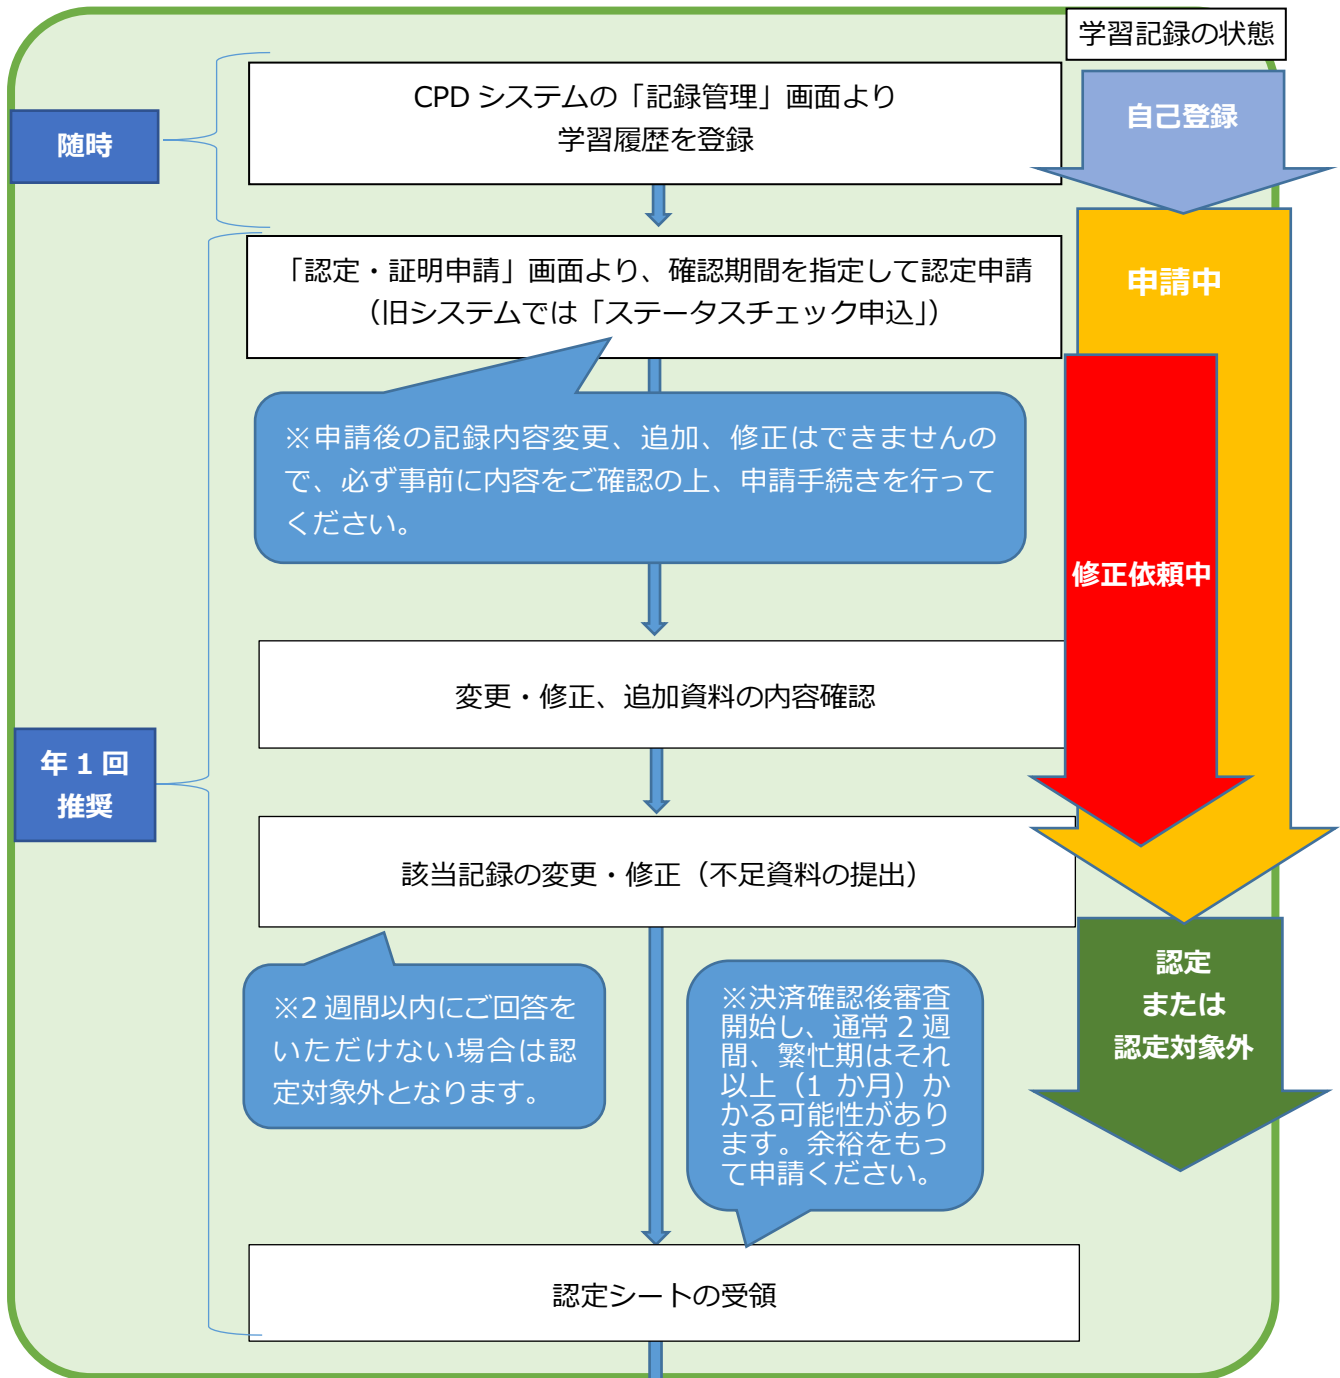 学習記録の状態
CPD システムの「記録管理」画面より
学習履歴を登録
自己登録
随時
「認定・証明申請」画面より、確認期間を指定して認定申請
（旧システムでは「ステータスチェック申込」）
申請中
※申請後の記録内容変更、追加、修正はできませんの
で、必ず事前に内容をご確認の上、申請手続きを行って
ください。
修正依頼中
変更・修正、追加資料の内容確認
年 1 回
推奨
該当記録の変更・修正（不足資料の提出）
認定
または
認定対象外
※2 週間以内にご回答を
いただけない場合は認
定対象外となります。
※決済確認後審査
開始し、通常 2 週
間、繁忙期はそれ
以上（1 か月）か
かる可能性があり
ます。余裕をもっ
て申請ください。
認定シートの受領